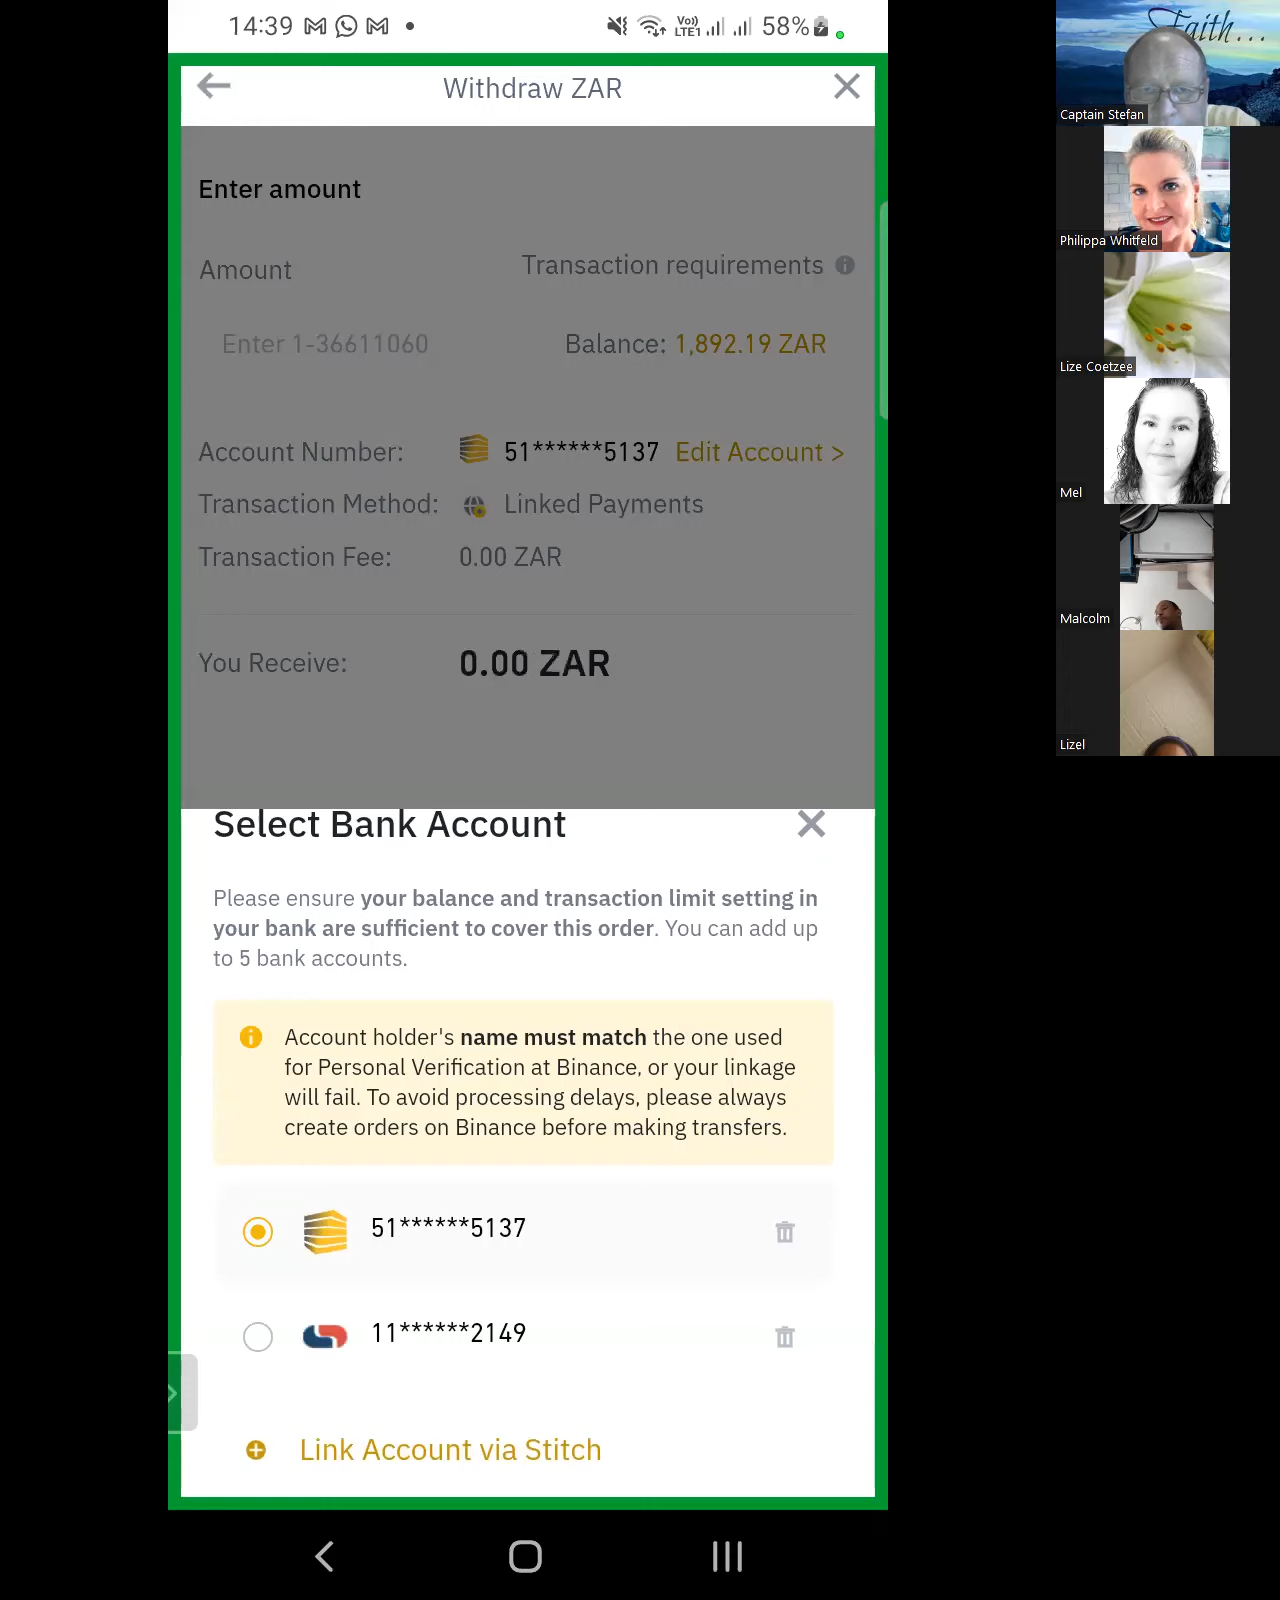 14:39
Vo))
LTE1
58%
Withdraw ZAR
Enter amount
Amount
Transaction requirements
Enter 1-36611060
Balance: 1,892.19 ZAR
Account Number: 51******5137 Edit Account >
Transaction Method: Linked Payments
Transaction Fee: 0.00 ZAR
You Receive: 0.00 ZAR
Select Bank Account
Please ensure your balance and transaction limit setting in
your bank are sufficient to cover this order. You can add up
to 5 bank accounts.
Account holder's name must match the one used
for Personal Verification at Binance, or your linkage
will fail. To avoid processing delays, please always
create orders on Binance before making transfers.
51******5137
11******2149
Link Account via Stitch
Faith...
Captain Stefan
Philippa Whitfeld
Lize Coetzee
Mel
Malcolm
Lizel